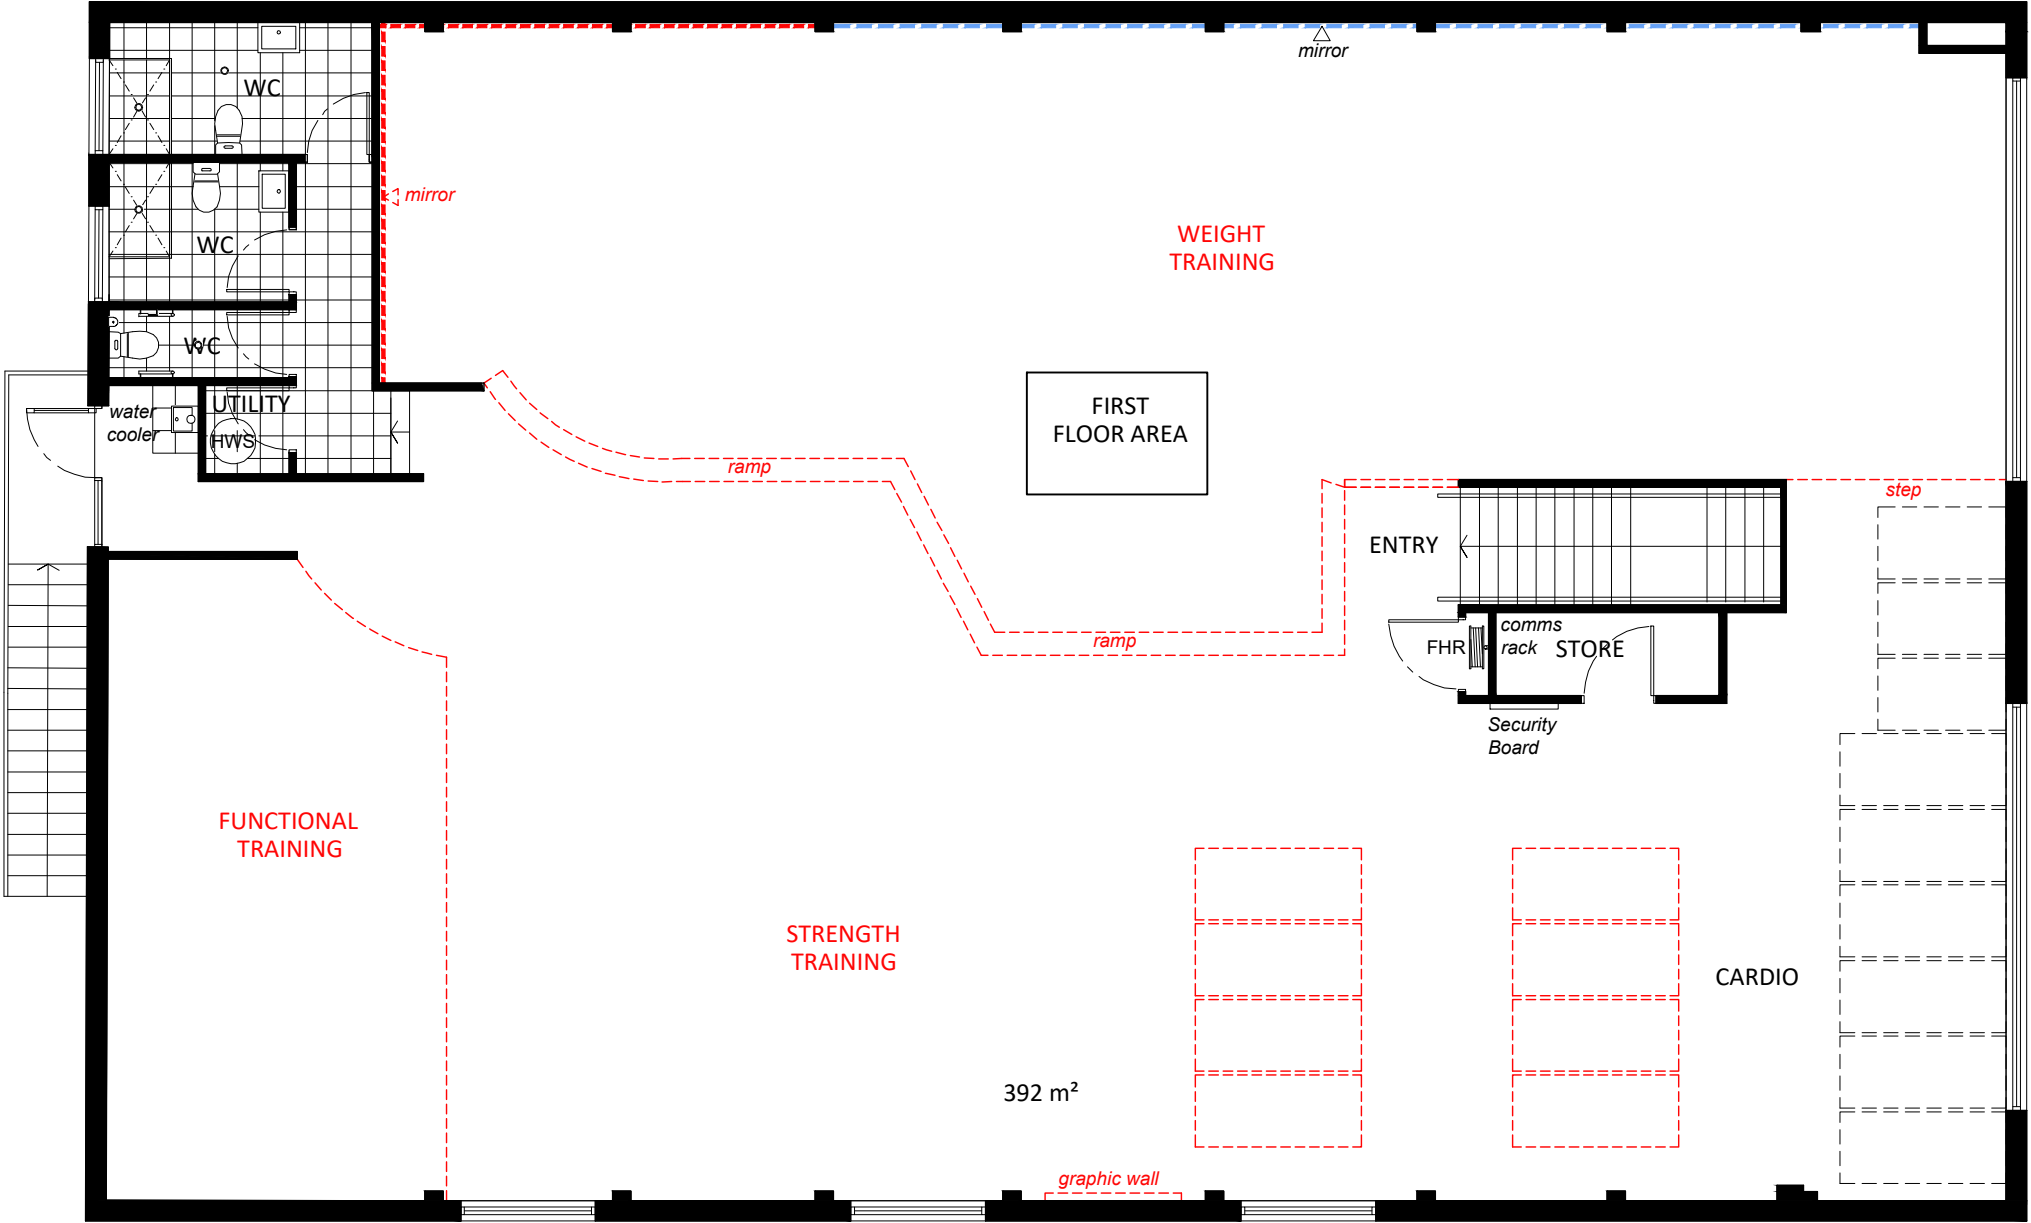 mirror
WC
mirror
WEIGHT
TRAINING
WC
WC
water
cooler
UTILITY
HWS
FIRST
FLOOR AREA
ramp
step
ENTRY
ramp
FHR
comms
rack
STORE
Security
Board
FUNCTIONAL
TRAINING
STRENGTH
TRAINING
CARDIO
392 m²
graphic wall